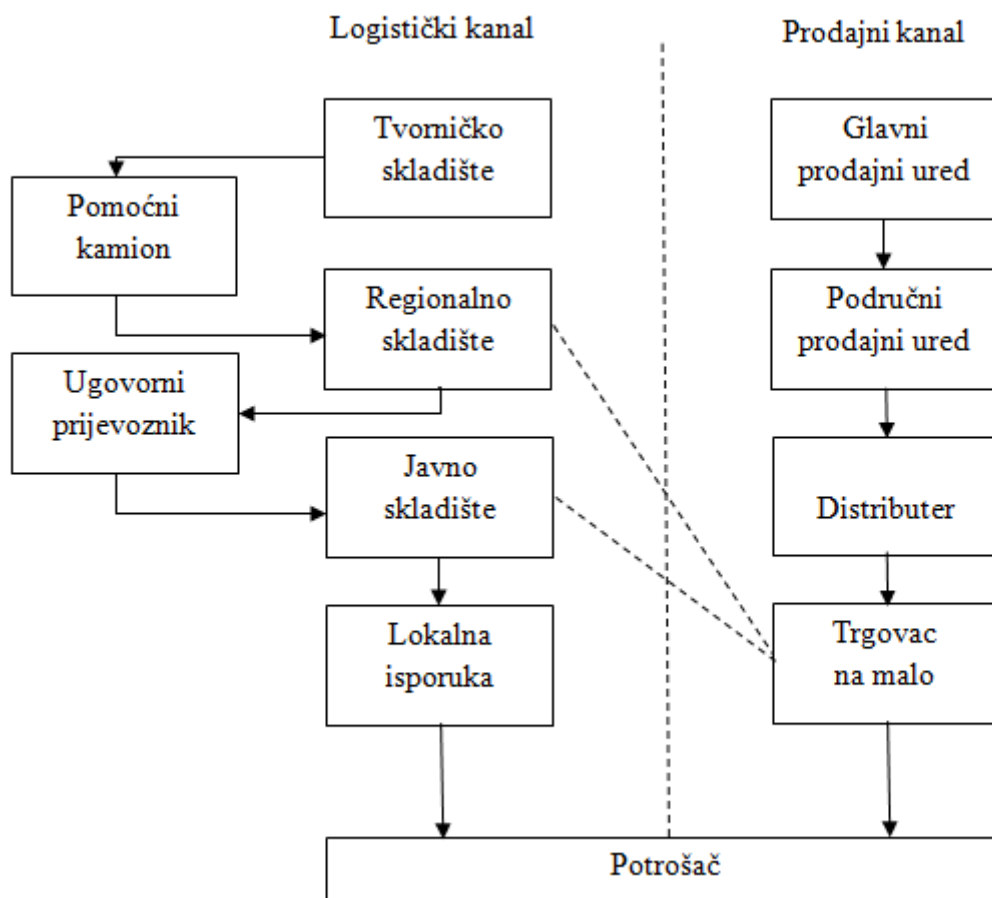 Logistički kanal
Prodajni kanal
Tvorničko
skladište
Glavni
prodajni ured
Pomoćni
kamion
Regionalno
skladište
Područni
prodajni ured
Ugovorni
prijevoznik
Javno
skladište
Distributer
Lokalna
isporuka
Trgovac
na malo
Potrošač